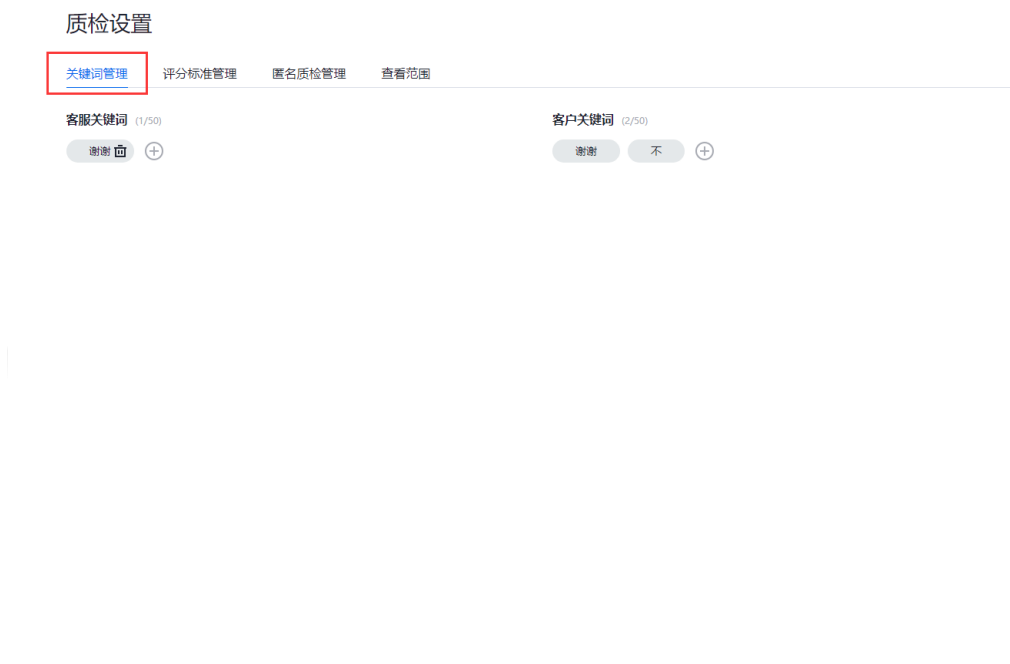 质检设置
关键词管理 评分标准管理 匿名质检管理 查看范围
客服关键词 (1/50) 客户关键词 (2/50)
谢谢 谢谢 不